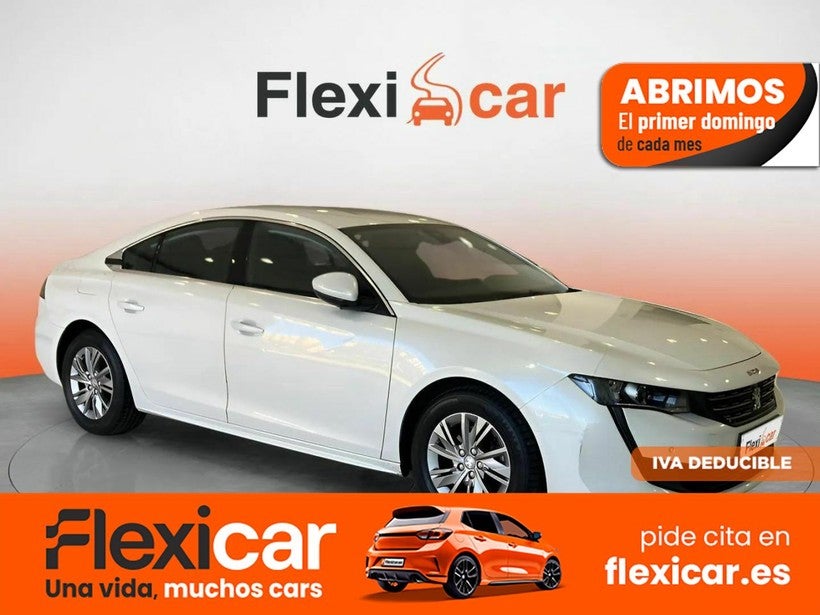 Flexicar
ABRIMOS
El primer domingo
de cada mes
Flexicar
IVA DEDUCIBLE
Flexicar
Una vida, muchos cars
pide cita en
flexicar.es